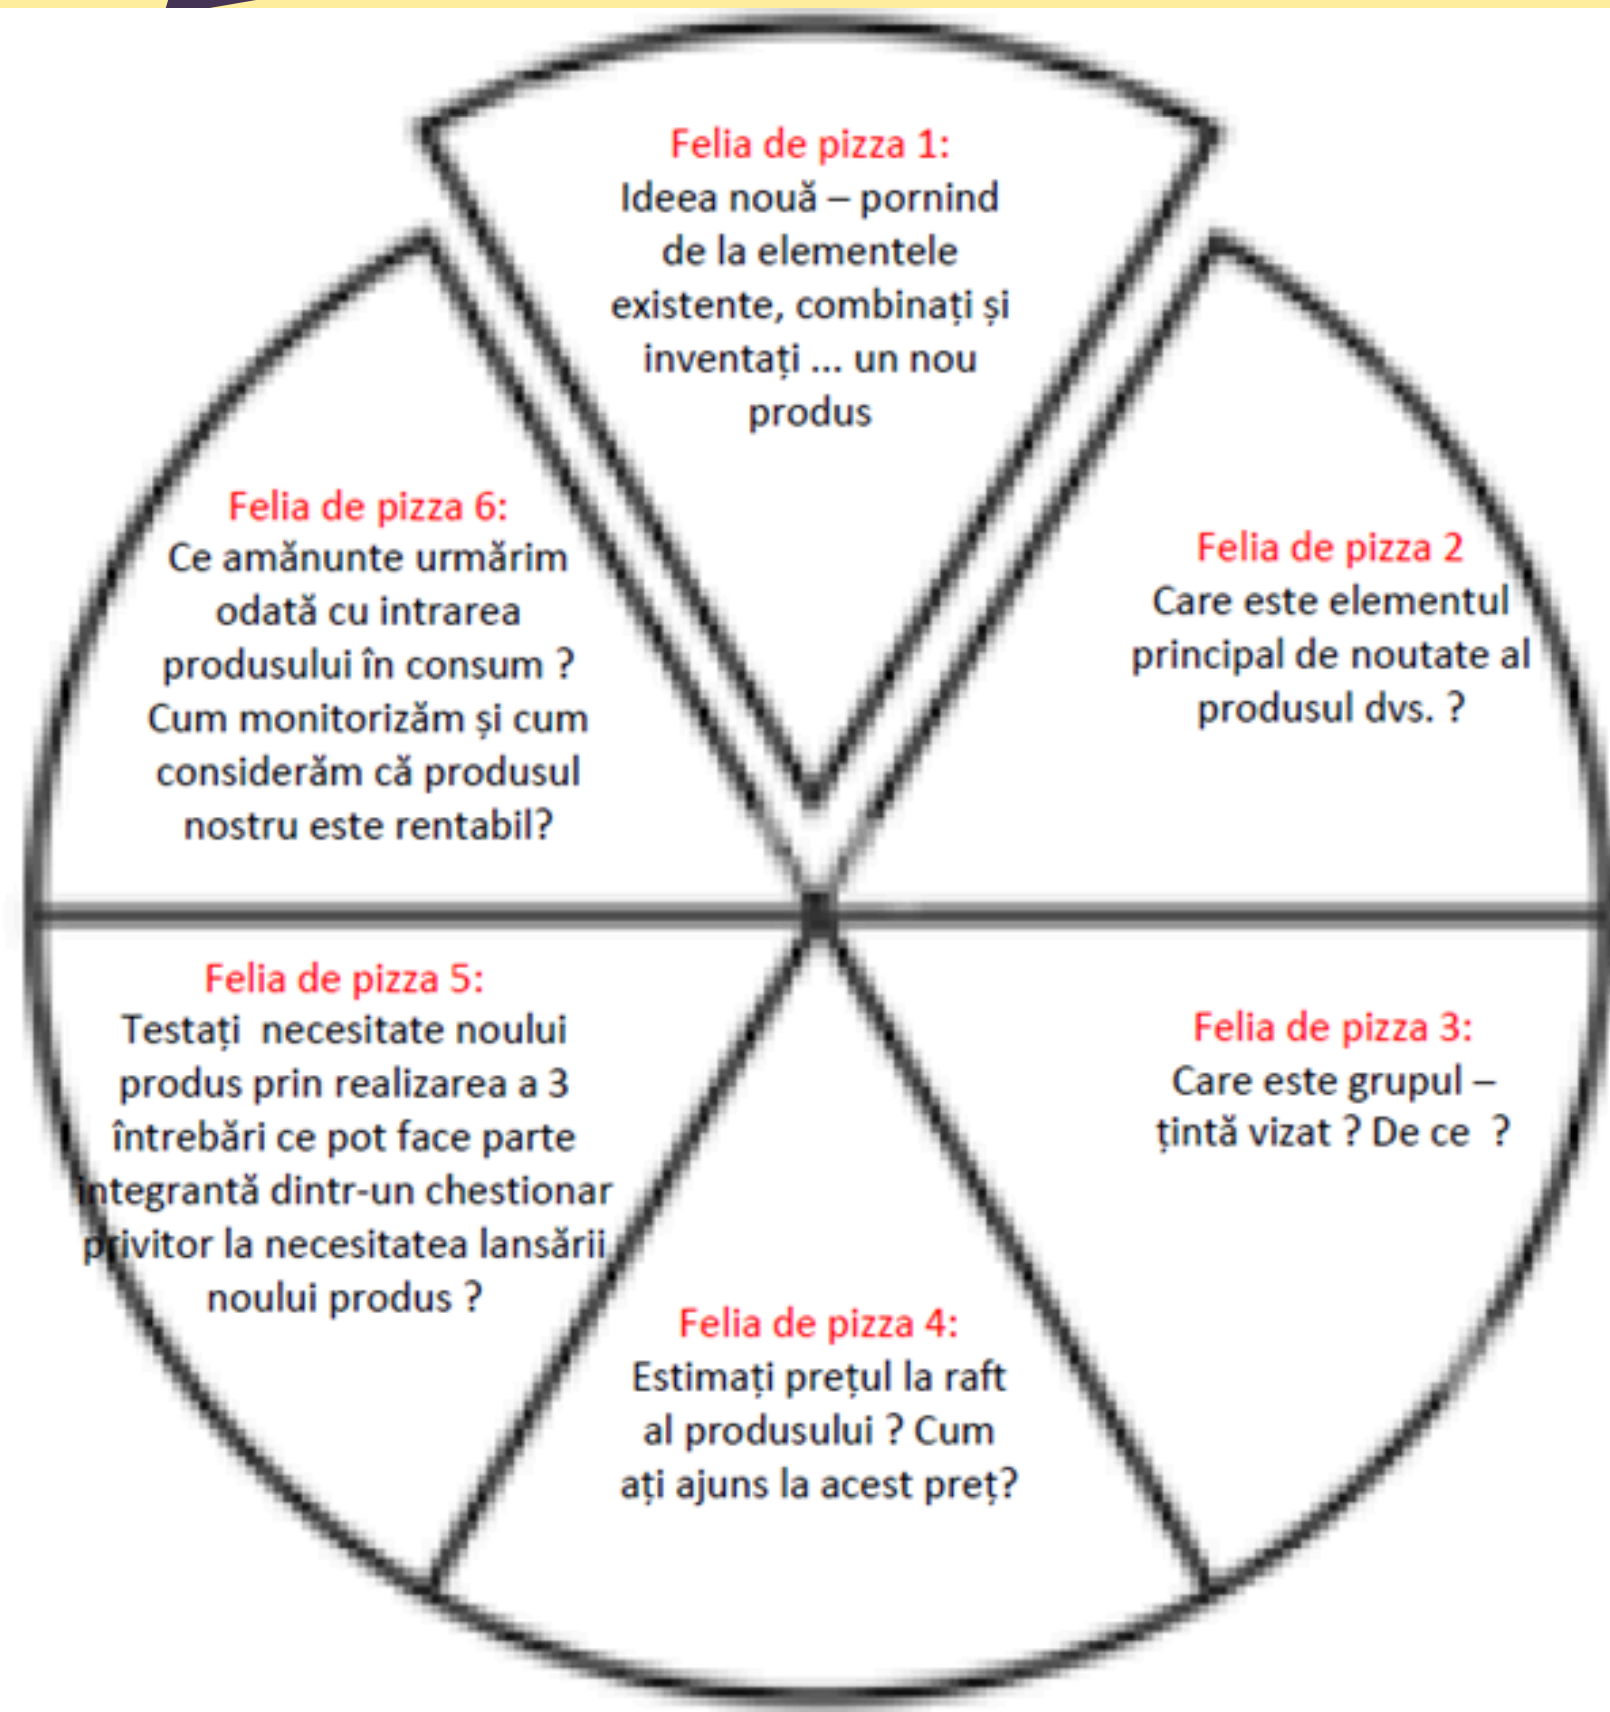 Felia de pizza 1:
Ideea nouă – pornind
de la elementele
existente, combinați și
inventați ... un nou
produs
Felia de pizza 2
Care este elementul
principal de noutate al
produsul dvs. ?
Felia de pizza 3:
Care este grupul –
țintă vizat ? De ce  ?
Felia de pizza 4:
Estimați prețul la raft
al produsului ? Cum
ați ajuns la acest preț?
Felia de pizza 5:
Testați  necesitate noului
produs prin realizarea a 3
întrebări ce pot face parte
integrantă dintr-un chestionar
privitor la necesitatea lansării
noului produs ?
Felia de pizza 6:
Ce amănunte urmărim
odată cu intrarea
produsului în consum ?
Cum monitorizăm și cum
considerăm că produsul
nostru este rentabil?